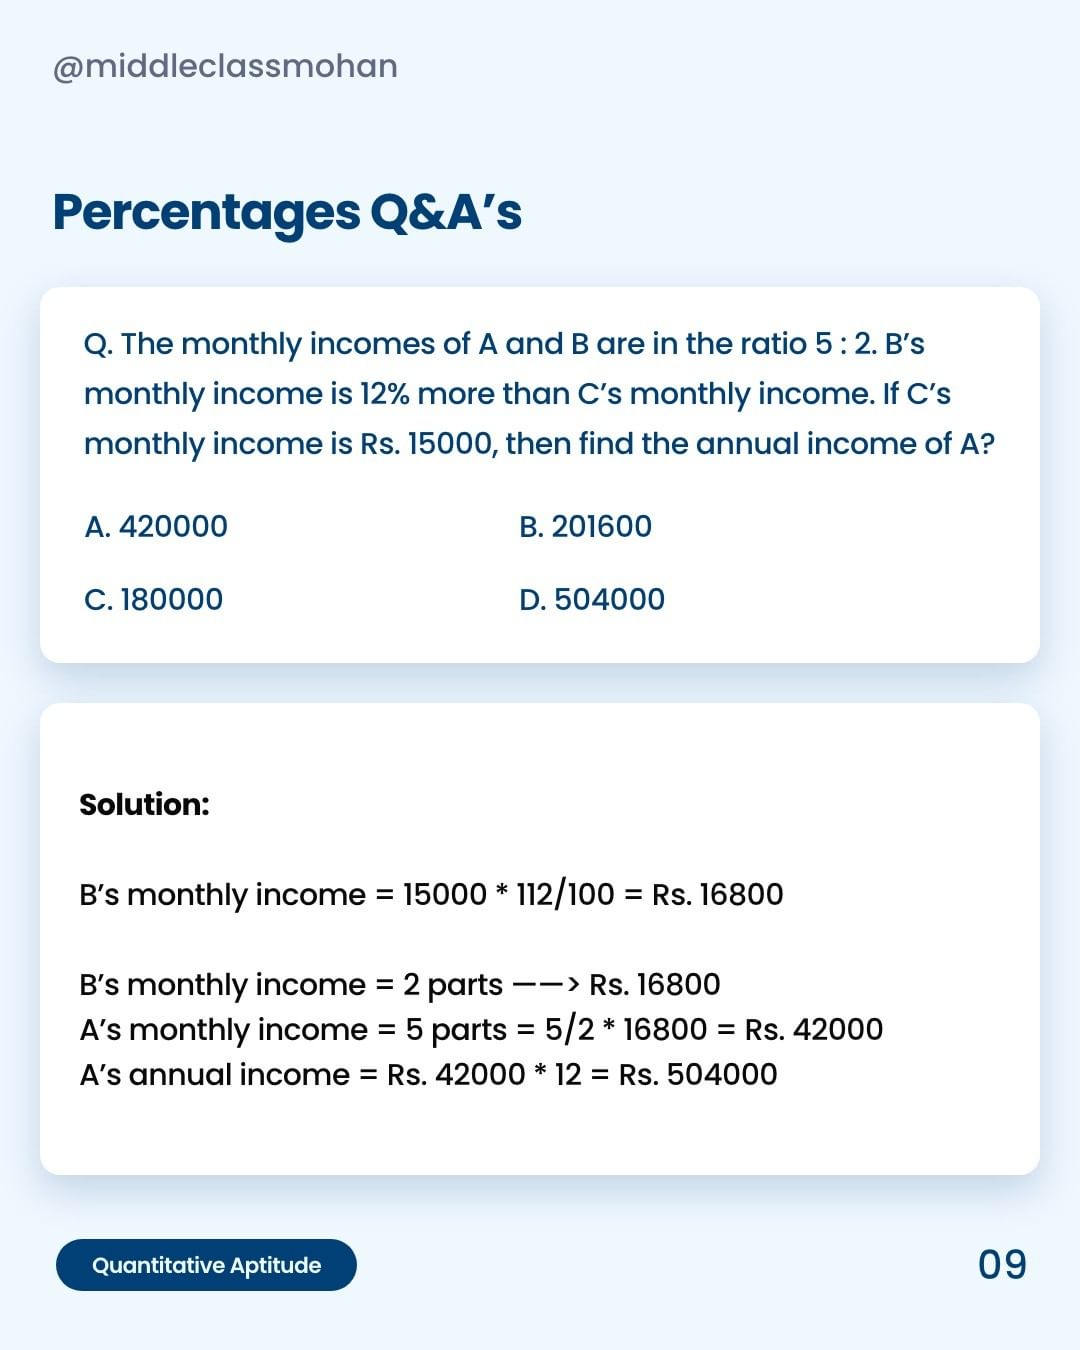 @middleclassmohan
Percentages Q&A’s
Q. The monthly incomes of A and B are in the ratio 5 : 2. B’s
monthly income is 12% more than C’s monthly income. If C’s
monthly income is Rs. 15000, then find the annual income of A?
A. 420000
B. 201600
C. 180000
D. 504000
Solution:
B’s monthly income = 15000 * 112/100 = Rs. 16800
B’s monthly income = 2 parts ——> Rs. 16800
A’s monthly income = 5 parts = 5/2 * 16800 = Rs. 42000
A’s annual income = Rs. 42000 * 12 = Rs. 504000
Quantitative Aptitude
09